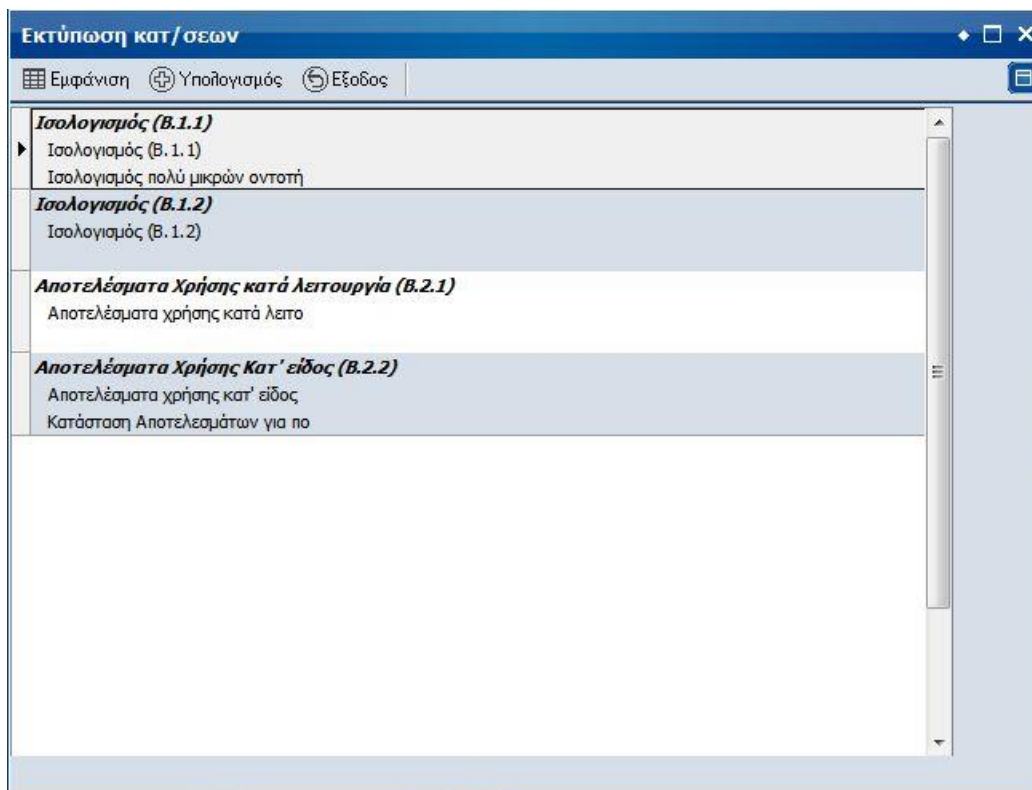 Εκτύπωση κατ/σεων
Εμφάνιση Υπολογισμός Εξοδος
Ισολογισμός (Β.1.1)
Ισολογισμός (Β.1.1)
Ισολογισμός πολύ μικρών οντοτή
Ισολογισμός (Β.1.2)
Ισολογισμός (Β.1.2)
Αποτελέσματα Χρήσης κατά λειτουργία (Β.2.1)
Αποτελέσματα χρήσης κατά λειτο
Αποτελέσματα Χρήσης Κατ' είδος (Β.2.2)
Αποτελέσματα χρήσης κατ' είδος
Κατάσταση Αποτελεσμάτων για πο